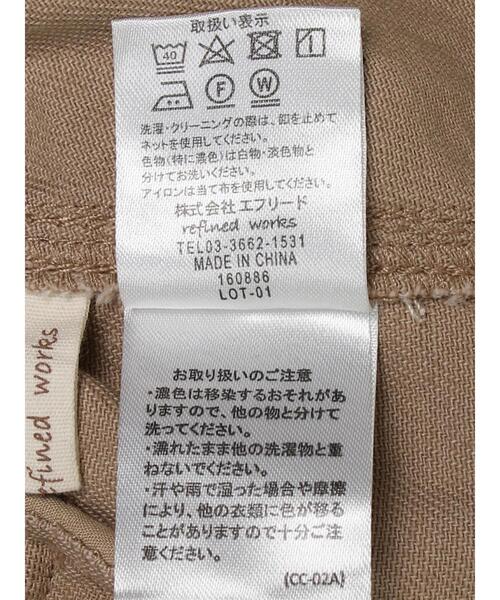 取扱い表示
40
洗濯・クリーニングの際は、釦を止めて
ネットを使用してください。
色物(特に濃色)は白物・淡色物と
分けてお洗いください。
アイロンは当て布を使用してください。
株式会社エフリード
refined works
TEL03-3662-1531
MADE IN CHINA
160886
LOT-01
お取り扱いのご注意
・濃色は移染するおそれがあ
りますので、他の物と分けて
洗ってください。
・濡れたまま他の洗濯物と重
ねないでください。
・汗や雨で湿った場合や摩擦
により、他の衣類に色が移る
ことがありますので十分ご注
意ください。
(CC-02A)
refined works
F
W